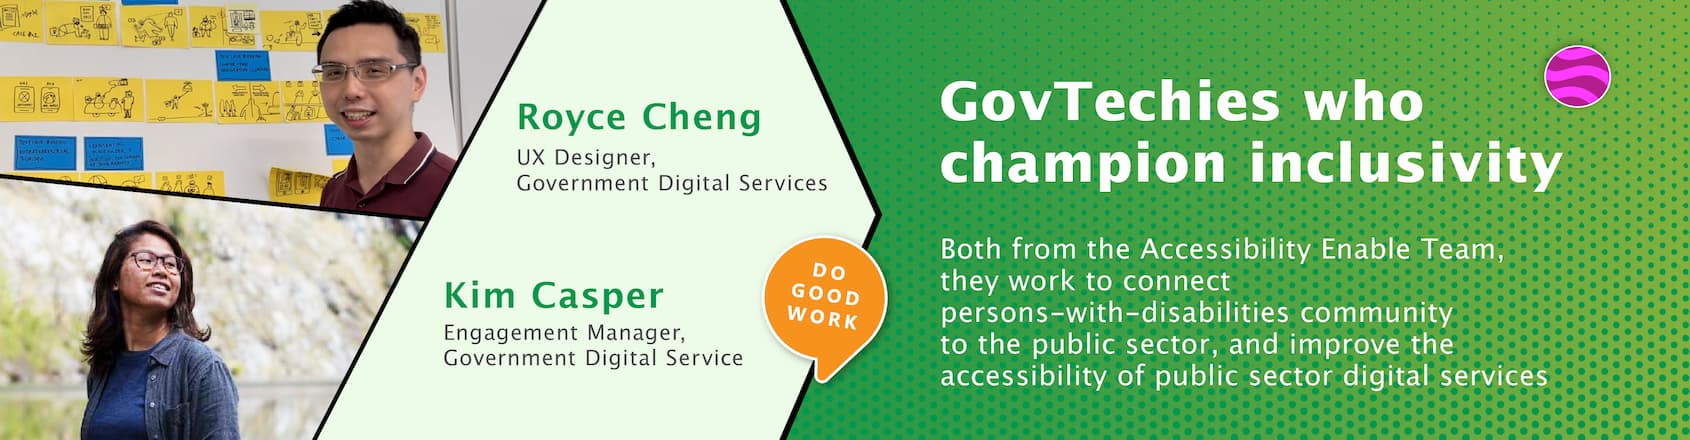 Royce Cheng
UX Designer,
Government Digital Services
Kim Casper
Engagement Manager,
Government Digital Service
DO
GOOD
WORK
GovTechies who
champion inclusivity
Both from the Accessibility Enable Team,
they work to connect
persons-with-disabilities community
to the public sector, and improve the
accessibility of public sector digital services